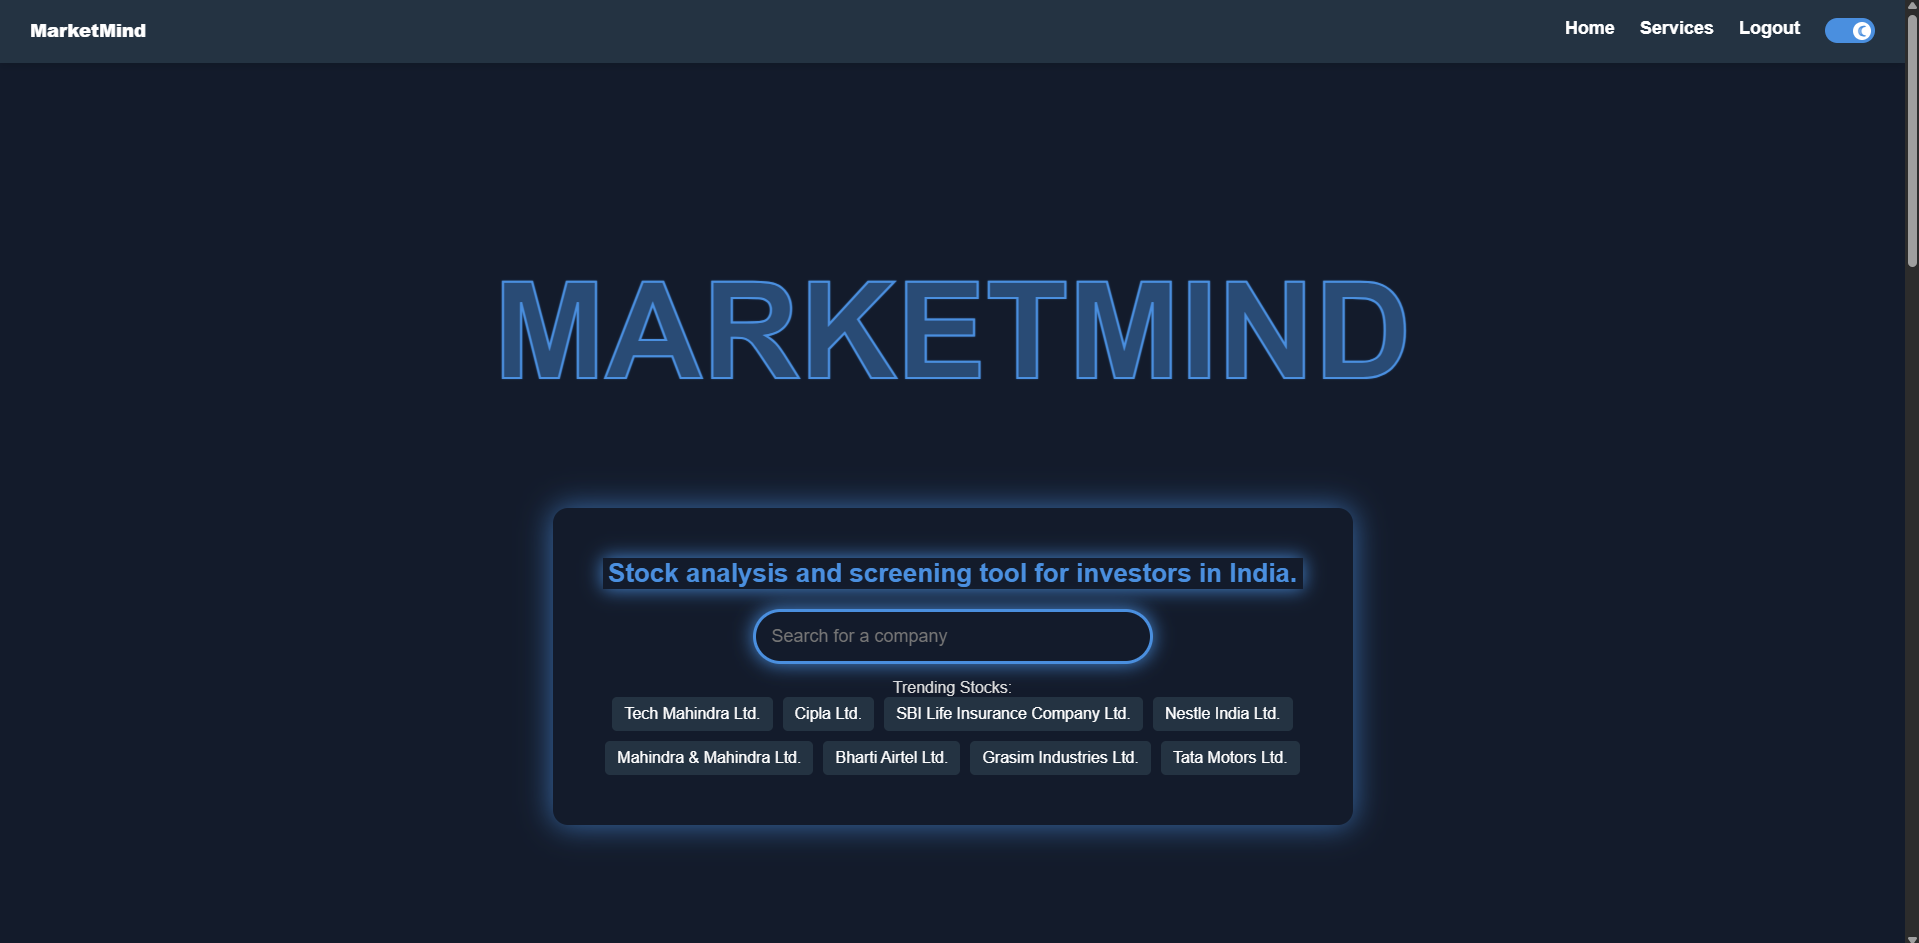 MarketMind
Home Services Logout
MARKETMIND
Stock analysis and screening tool for investors in India.
Search for a company
Trending Stocks:
Tech Mahindra Ltd. Cipla Ltd. SBI Life Insurance Company Ltd. Nestle India Ltd.
Mahindra & Mahindra Ltd. Bharti Airtel Ltd. Grasim Industries Ltd. Tata Motors Ltd.